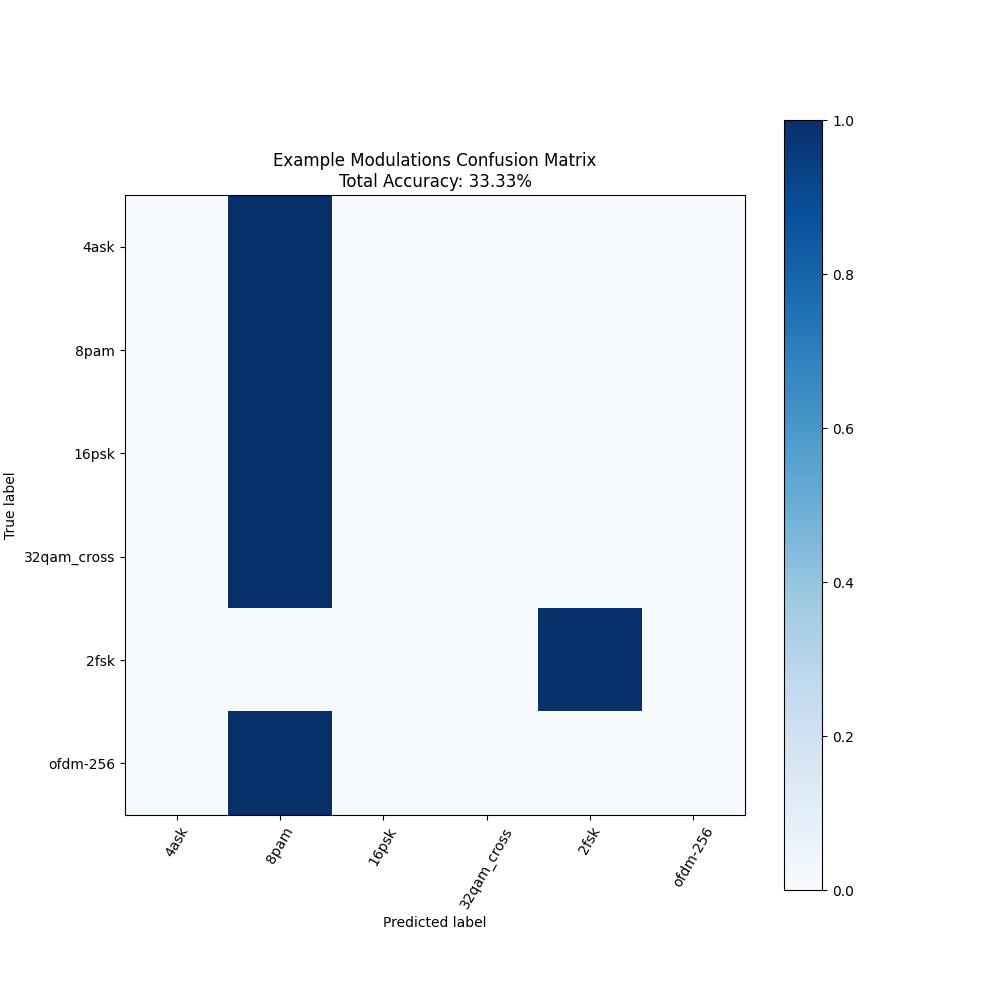 Example Modulations Confusion Matrix
Total Accuracy: 33.33%
True label
4ask
8pam
16psk
32qam_cross
2fsk
ofdm-256
4ask
8pam
16psk
32qam_cross
2fsk
ofdm-256
Predicted label
1.0
0.8
0.6
0.4
0.2
0.0